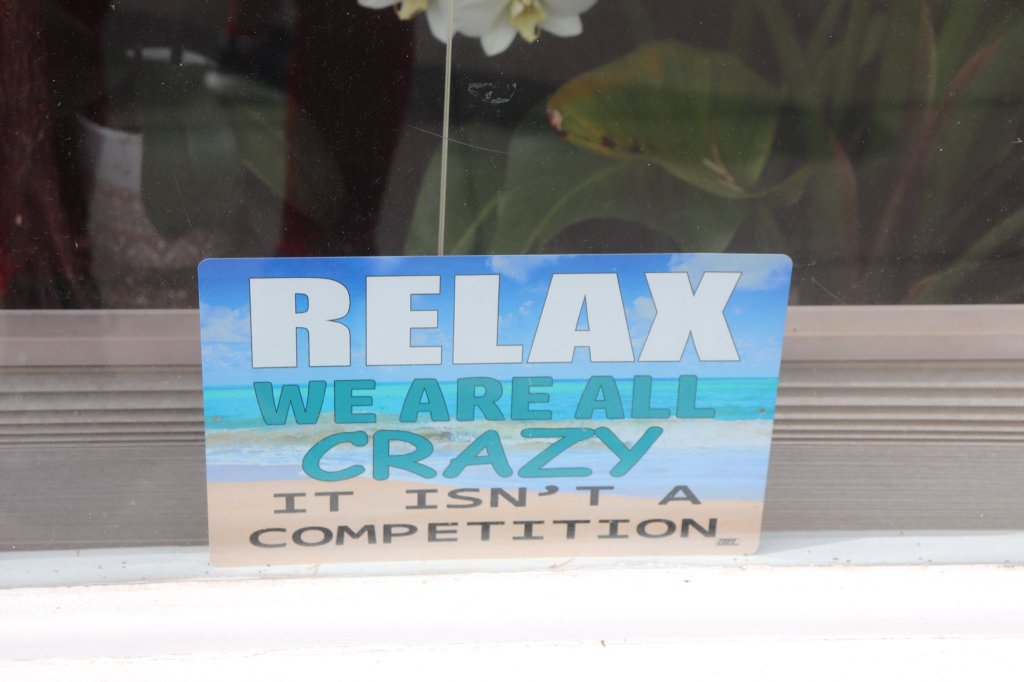 RELAX
WE ARE ALL
CRAZY
IT ISN'T A
COMPETITION